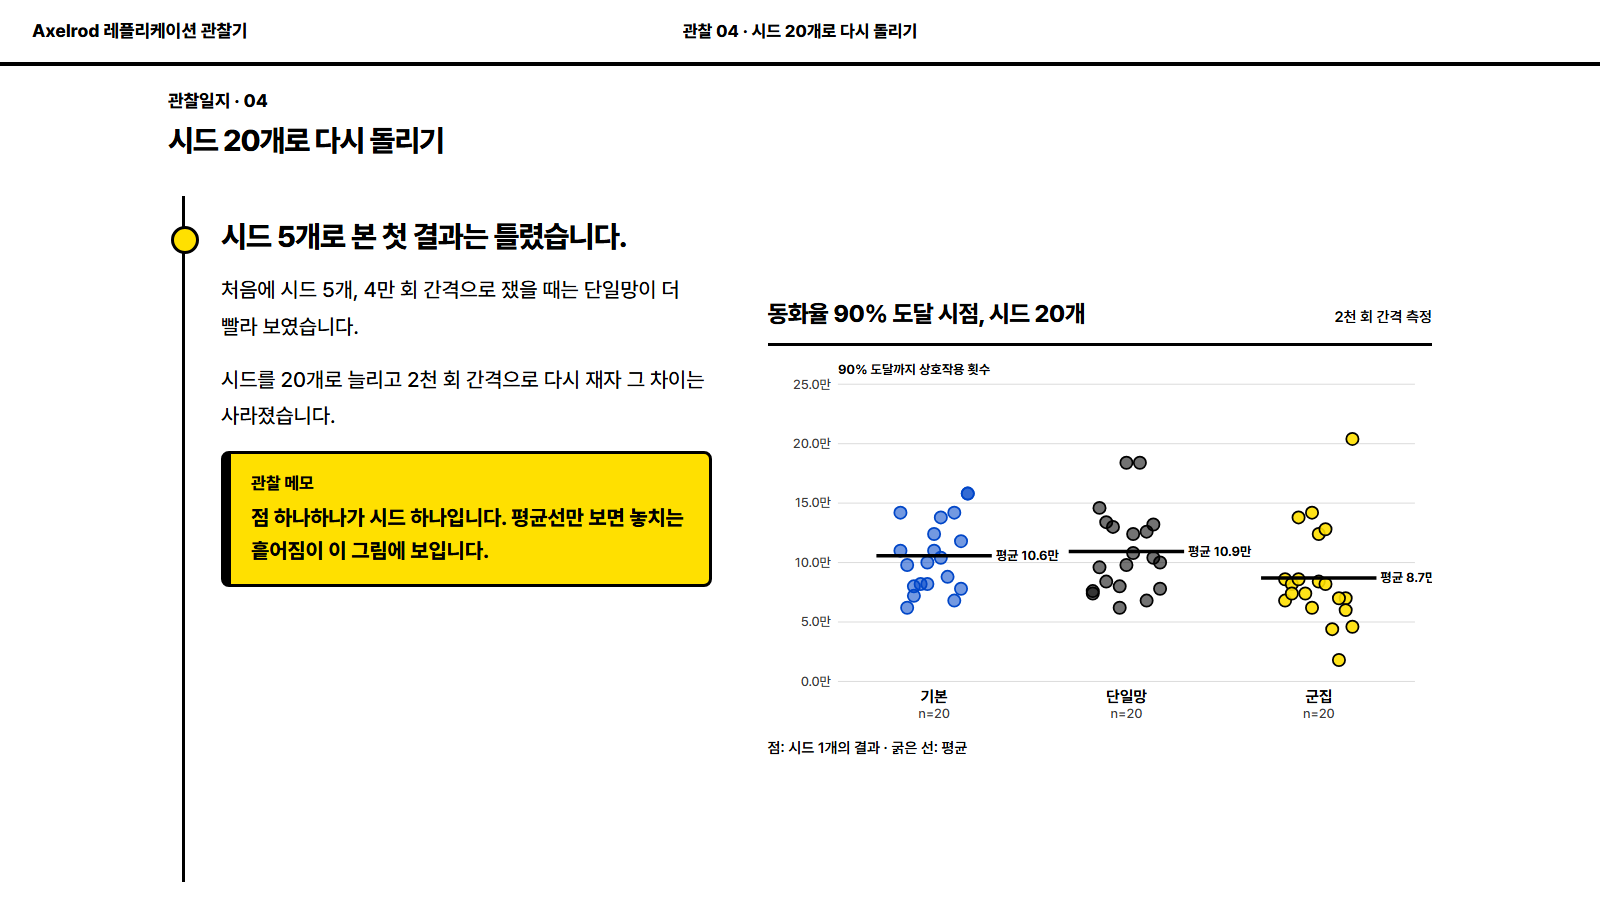 Axelrod 레플리케이션 관찰기
관찰 04 · 시드 20개로 다시 돌리기
관찰일지 · 04
시드 20개로 다시 돌리기
시드 5개로 본 첫 결과는 틀렸습니다.
처음에 시드 5개, 4만 회 간격으로 쟀을 때는 단일망이 더
빨라 보였습니다.
시드를 20개로 늘리고 2천 회 간격으로 다시 재자 그 차이는
사라졌습니다.
관찰 메모
점 하나하나가 시드 하나입니다. 평균선만 보면 놓치는
흩어짐이 이 그림에 보입니다.
동화율 90% 도달 시점, 시드 20개
2천 회 간격 측정
90% 도달까지 상호작용 횟수
25.0만
20.0만
15.0만
10.0만
5.0만
0.0만
평균 10.6만
평균 10.9만
평균 8.7
기본
n=20
단일망
n=20
군집
n=20
점: 시드 1개의 결과 · 굵은 선: 평균